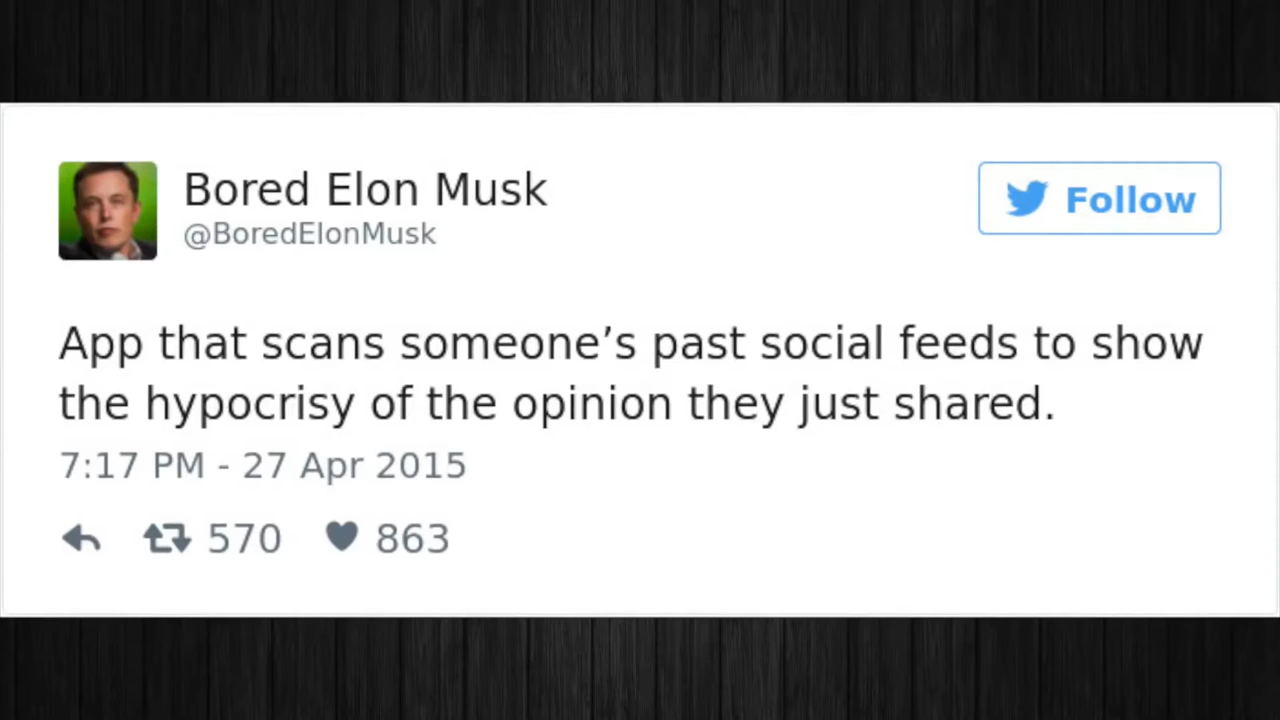 Bored Elon Musk
@BoredElonMusk
Follow
App that scans someone’s past social feeds to show
the hypocrisy of the opinion they just shared.
7:17 PM - 27 Apr 2015
570 863